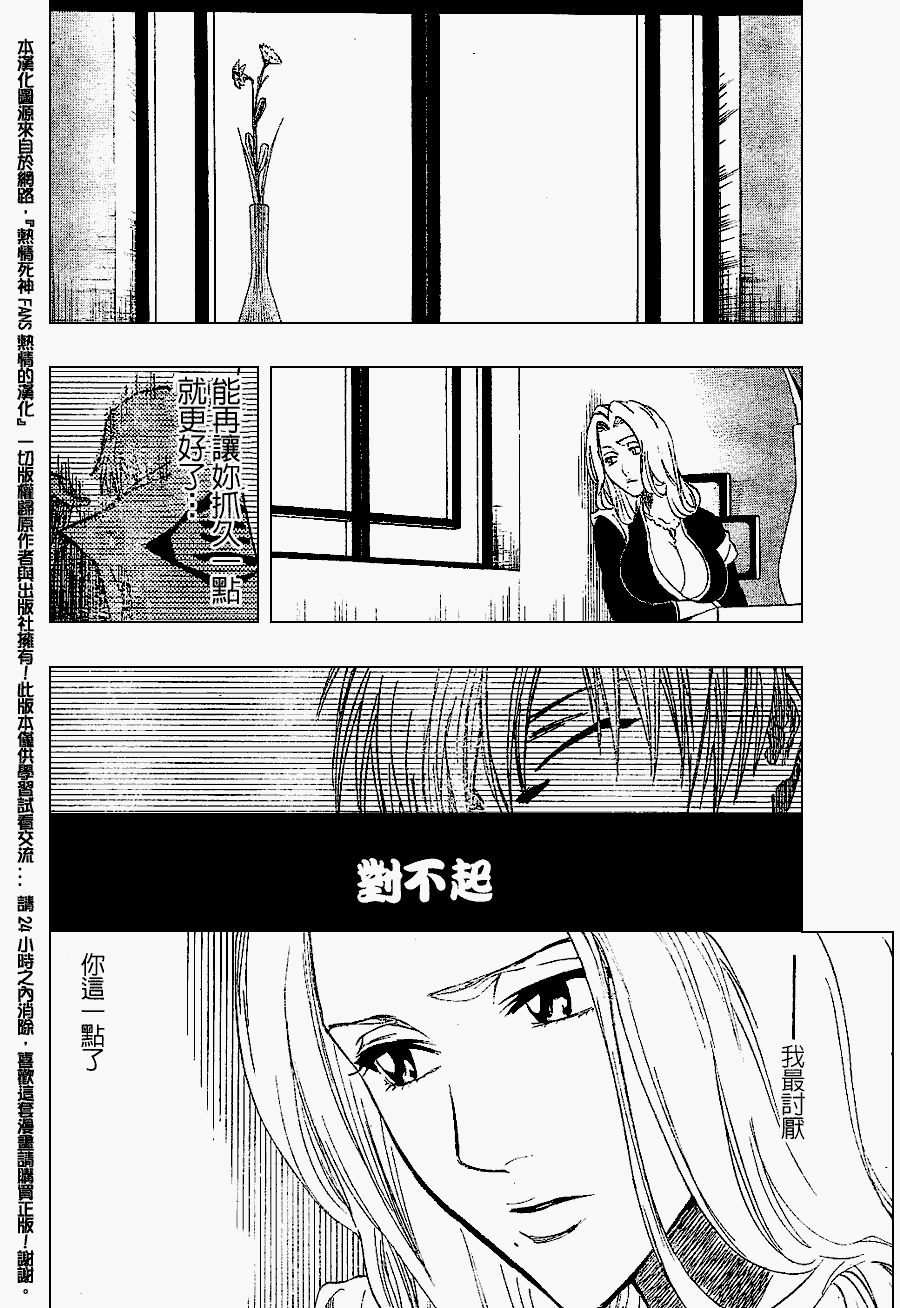 能再讓妳抓久一點
就更好了…
對不起
——我最討厭
你這一點了
本漢化圖源來自於網路，『熱情死神FANS熱情的漢化』一切版權歸原作者與出版社擁有！此版本僅供學習試看交流... 請24小時之內消除，喜歡這套漫畫請購買正版！謝謝。